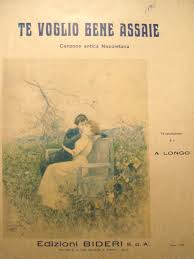 TE VOGLIO BENE ASSAIE
Canzone antica Napoletana
A. LONGO
Edizioni BIDERI S.p.A.